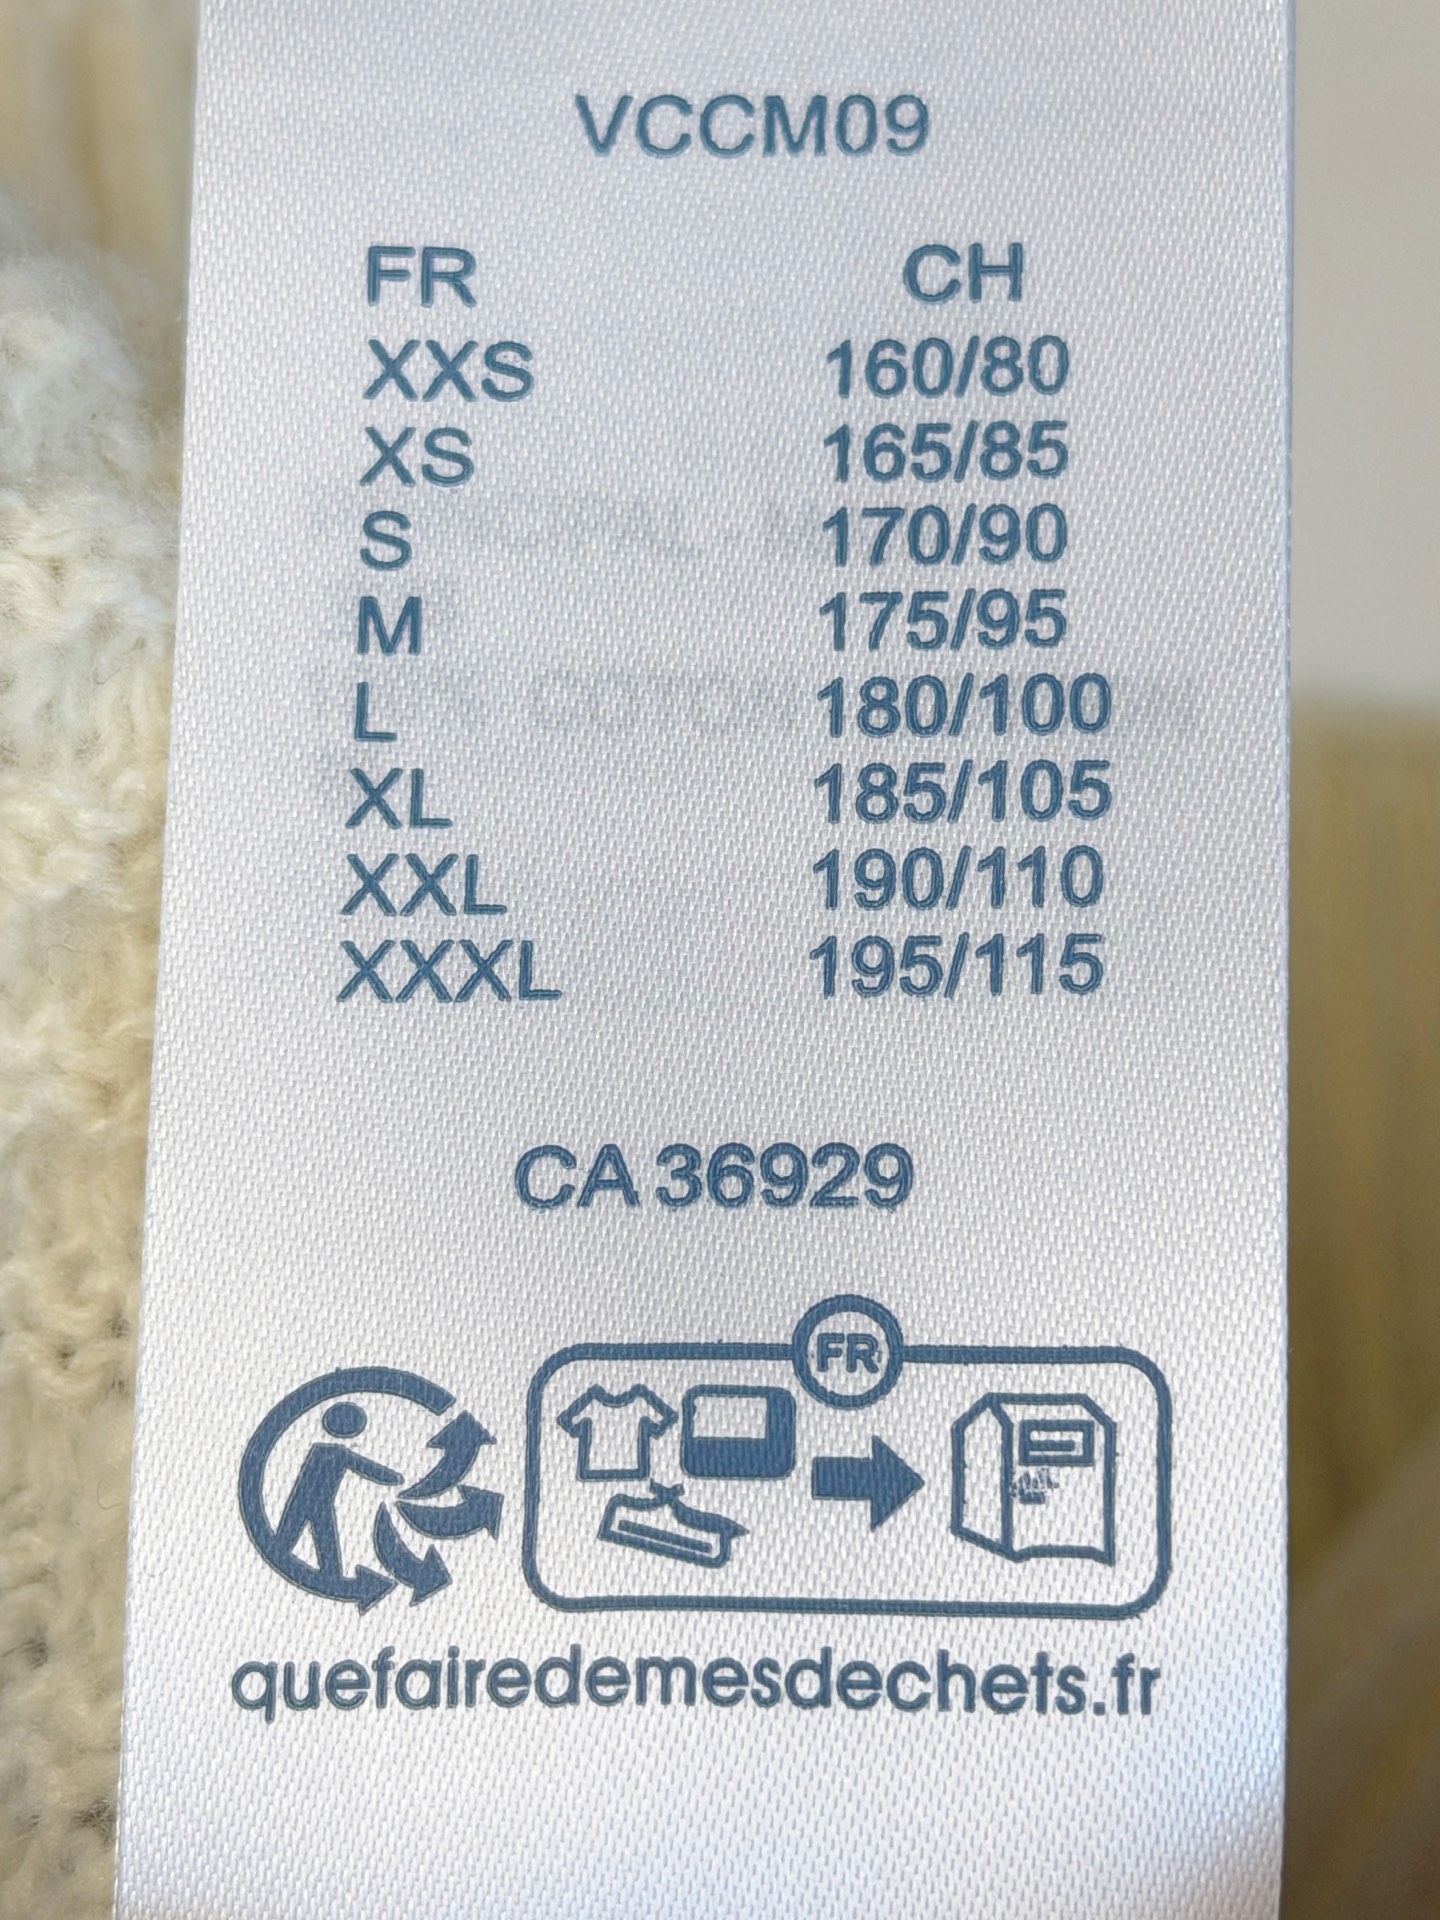 VCCM09
FR CH
XXS 160/80
XS 165/85
S 170/90
M 175/95
L 180/100
XL 185/105
XXL 190/110
XXXL 195/115
CA 36929
FR
quefairedemesdechets.fr